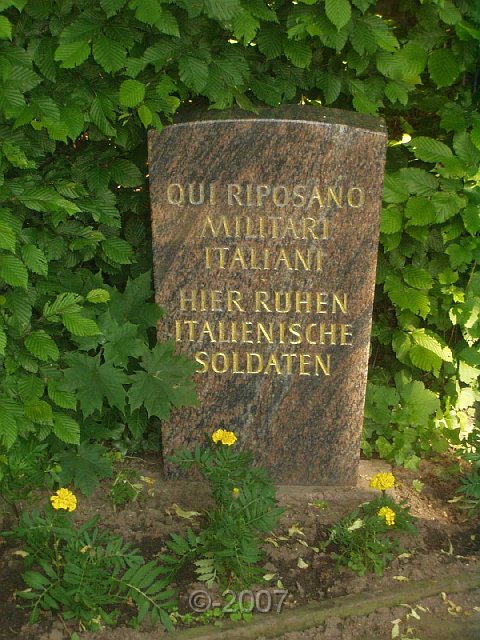 QUI RIPOSANO
MILITARI
ITALIANI
HIER RUHEN
ITALIENISCHE
SOLDATEN
© 2007